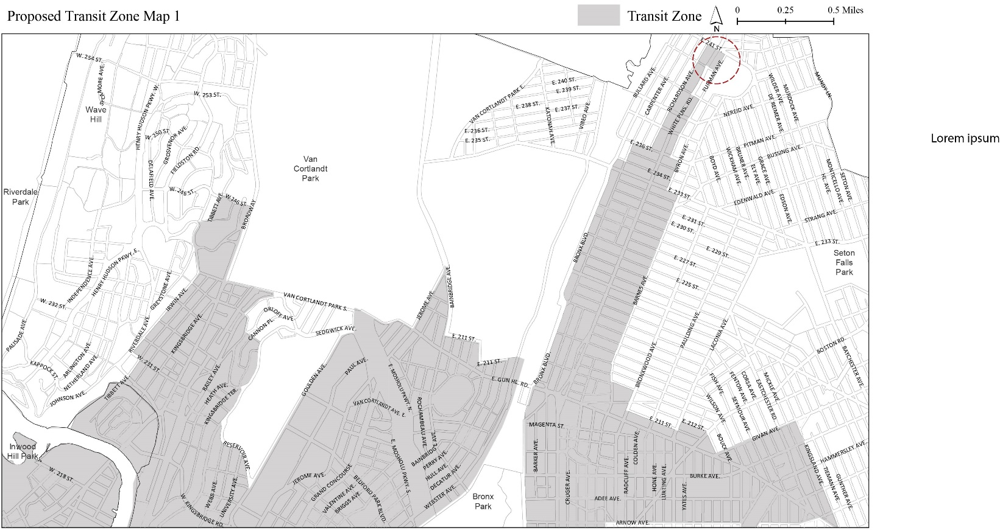 Proposed Transit Zone Map 1
Transit Zone
N
0 0.25 0.5 Miles
E. 241 ST.
W. 254 ST.
SYCAMORE AVE.
Wave
Hill
HENRY HUDSON PKWY. W.
W. 253 ST.
W. 250 ST.
GROSVENOR AVE.
FIELDSTON RD.
DELAFIELD AVE.
W. 246 ST.
TIBBETT AVE.
W. 246 ST.
BROADWAY
Riverdale
Park
Van
Cortlandt
Park
VAN CORTLANDT PARK E.
E. 240 ST.
E. 239 ST.
E. 238 ST.
E. 237 ST.
E. 236 ST.
E. 235 ST.
KATONAH AVE.
VIREO AVE.
BULLARD AVE.
CARPENTER AVE.
RICHARDSON AVE.
WHITE PLNS. RD.
FURMAN AVE.
E. 236 ST.
E. 234 ST.
E. 233 ST.
BYRON AVE.
NEREID AVE.
WILDER AVE.
DE REIMER AVE.
MURDOCK AVE.
MUNDY LN.
PITMAN AVE.
BUSSING AVE.
BOYD AVE.
WICKHAM AVE.
BRUNER AVE.
ELY AVE.
GRACE AVE.
EDENWALD AVE.
EDSON AVE.
MONTICELLO AVE.
HL. AVE.
SETON AVE.
STRANG AVE.
E. 233 ST.
Seton
Falls
Park
Lorem ipsum
E. 231 ST.
E. 230 ST.
E. 229 ST.
E. 227 ST.
E. 225 ST.
BRONX BLVD.
BARNES AVE.
PAULDING AVE.
LACONIA AVE.
BRONXWOOD AVE.
BRONX BLVD.
BOSTON RD.
BAYCHESTER AVE.
FISH AVE.
FENTON AVE.
CORSA AVE.
MICKLE AVE.
EASTCHESTER RD.
SEYMOUR AVE.
WILSON AVE.
BOUCK AVE.
GIVAN AVE.
KINGSLAND AVE.
TIEMANN AVE.
HAMMERSLEY AVE.
GUNTHER AVE.
INDEPENDENCE AVE.
HENRY HUDSON PKWY. E.
GREYSTONE AVE.
IRWIN AVE.
W. 232 ST.
PALISADE AVE.
RIVERDALE AVE.
KINGSBRIDGE AVE.
KAPPOCK ST.
ARLINGTON AVE.
NETHERLAND AVE.
JOHNSON AVE.
W. 231 ST.
TIBBETT AVE.
BAILEY AVE.
HEATH AVE.
KINGSBRIDGE TER.
CANNON PL.
ORLOFF AVE.
VAN CORTLANDT PARK S.
SEDGWICK AVE.
JEROME AVE.
BAINBRIDGE AVE.
E. 211 ST.
E. 211 ST.
E. GUN HL. RD.
GOULDEN AVE.
PAUL AVE.
E. MOSHOLU PKWY. N.
VAN CORTLANDT AVE. E.
ROCHAMBEAU AVE.
E. MOSHOLU PKWY. S.
BAINBRIDGE AVE.
PERRY AVE.
HULL AVE.
DECATUR AVE.
WEBSTER AVE.
JEROME AVE.
GRAND CONCOURSE
VALENTINE AVE.
BRIGGS AVE.
BEDFORD PARK BLVD.
RESERVOIR AVE.
WEBB AVE.
UNIVERSITY AVE.
W. KINGSBRIDGE RD.
Inwood
Hill Park
W. 218 ST.
Bronx
Park
MAGENTA ST.
E. 211 ST.
E. 212 ST.
BARKER AVE.
CRUGER AVE.
COLDEN AVE.
RADCLIFF AVE.
HONE AVE.
LURTING AVE.
YATES AVE.
BURKE AVE.
ADEE AVE.
ARNOW AVE.